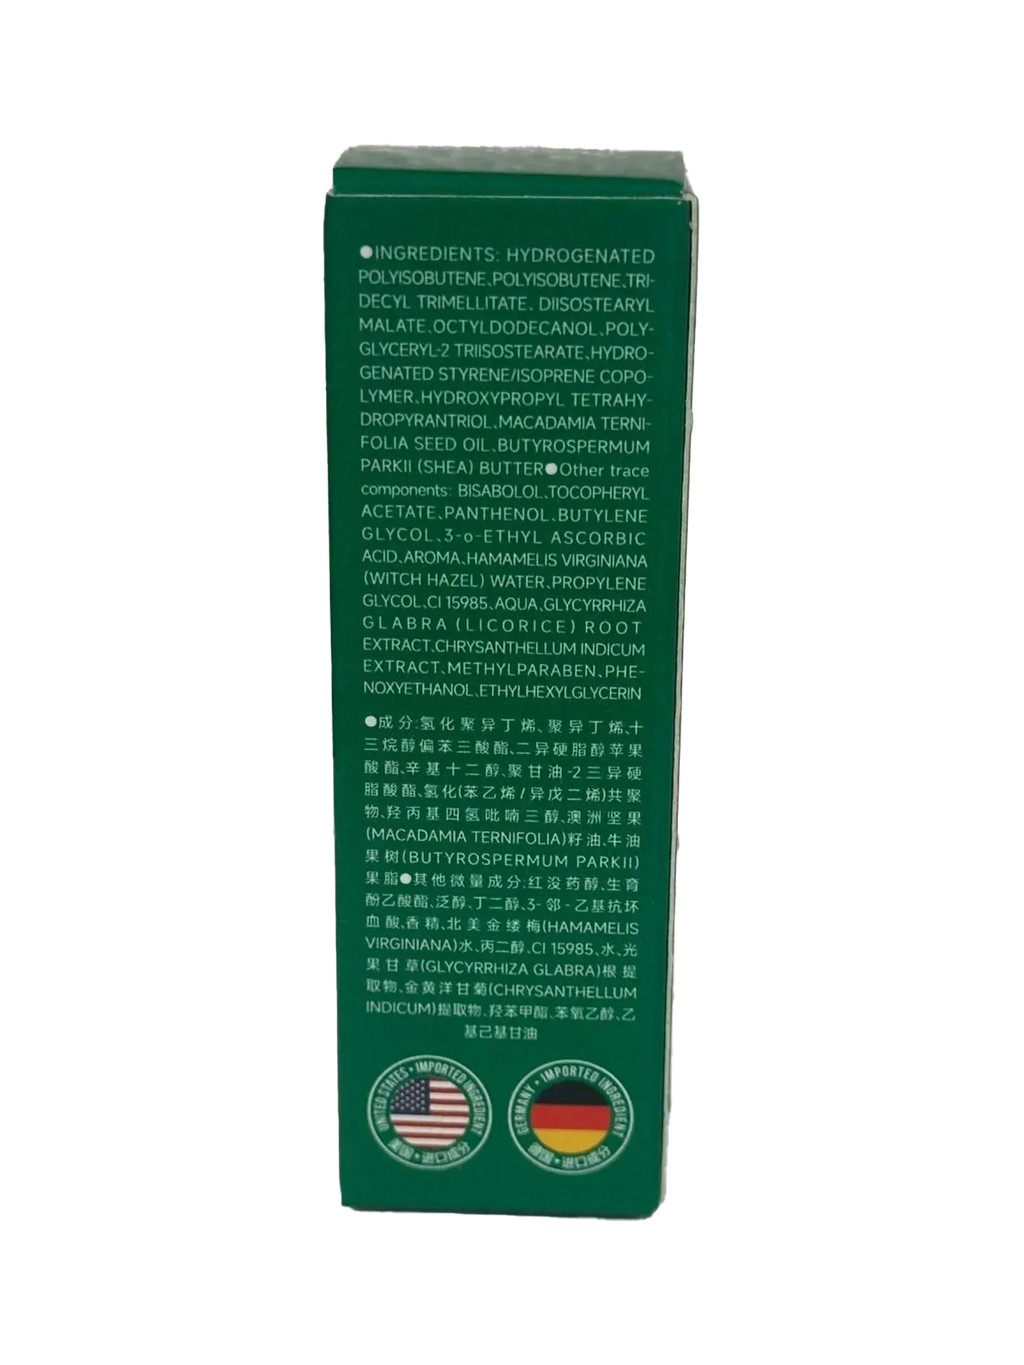 ●INGREDIENTS: HYDROGENATED
POLYISOBUTENE、POLYISOBUTENE、TRI-
DECYL TRIMELLITATE、DIISOSTEARYL
MALATE、OCTYLDODECANOL、POLY-
GLYCERYL-2 TRIISOSTEARATE、HYDRO-
GENATED STYRENE/ISOPRENE COPO-
LYMER、HYDROXYPROPYL TETRAHY-
DROPYRANTRIOL、MACADAMIA TERNI-
FOLIA SEED OIL、BUTYROSPERMUM
PARKII (SHEA) BUTTER●Other trace
components: BISABOLOL、TOCOPHERYL
ACETATE、PANTHENOL、BUTYLENE
GLYCOL、3-o-ETHYL ASCORBIC
ACID、AROMA、HAMAMELIS VIRGINIANA
(WITCH HAZEL) WATER、PROPYLENE
GLYCOL、CI 15985、AQUA、GLYCYRRHIZA
GLABRA (LICORICE) ROOT
EXTRACT、CHRYSANTHELLUM INDICUM
EXTRACT、METHYLPARABEN、PHE-
NOXYETHANOL、ETHYLHEXYLGLYCERIN
●成分:氢化聚异丁烯、聚异丁烯、十
三烷醇偏苯三酸酯、二异硬脂醇苹果
酸酯、辛基十二醇、聚甘油-2三异硬
脂酸酯、氢化(苯乙烯/异戊二烯)共聚
物、羟丙基四氢吡喃三醇、澳洲坚果
(MACADAMIA TERNIFOLIA)籽油、牛油
果树(BUTYROSPERMUM PARKII)
果脂●其他微量成分:红没药醇、生育
酚乙酸酯、泛醇、丁二醇、3-邻-乙基抗坏
血酸、香精、北美金缕梅(HAMAMELIS
VIRGINIANA)水、丙二醇、CI 15985、水、光
果甘草(GLYCYRRHIZA GLABRA)根提
取物、金黄洋甘菊(CHRYSANTHELLUM
INDICUM)提取物、羟苯甲酯、苯氧乙醇、乙
基己基甘油
UNITED STATES • IMPORTED INGREDIENT
美国 • 进口成分
GERMANY • IMPORTED INGREDIENT
德国 • 进口成分